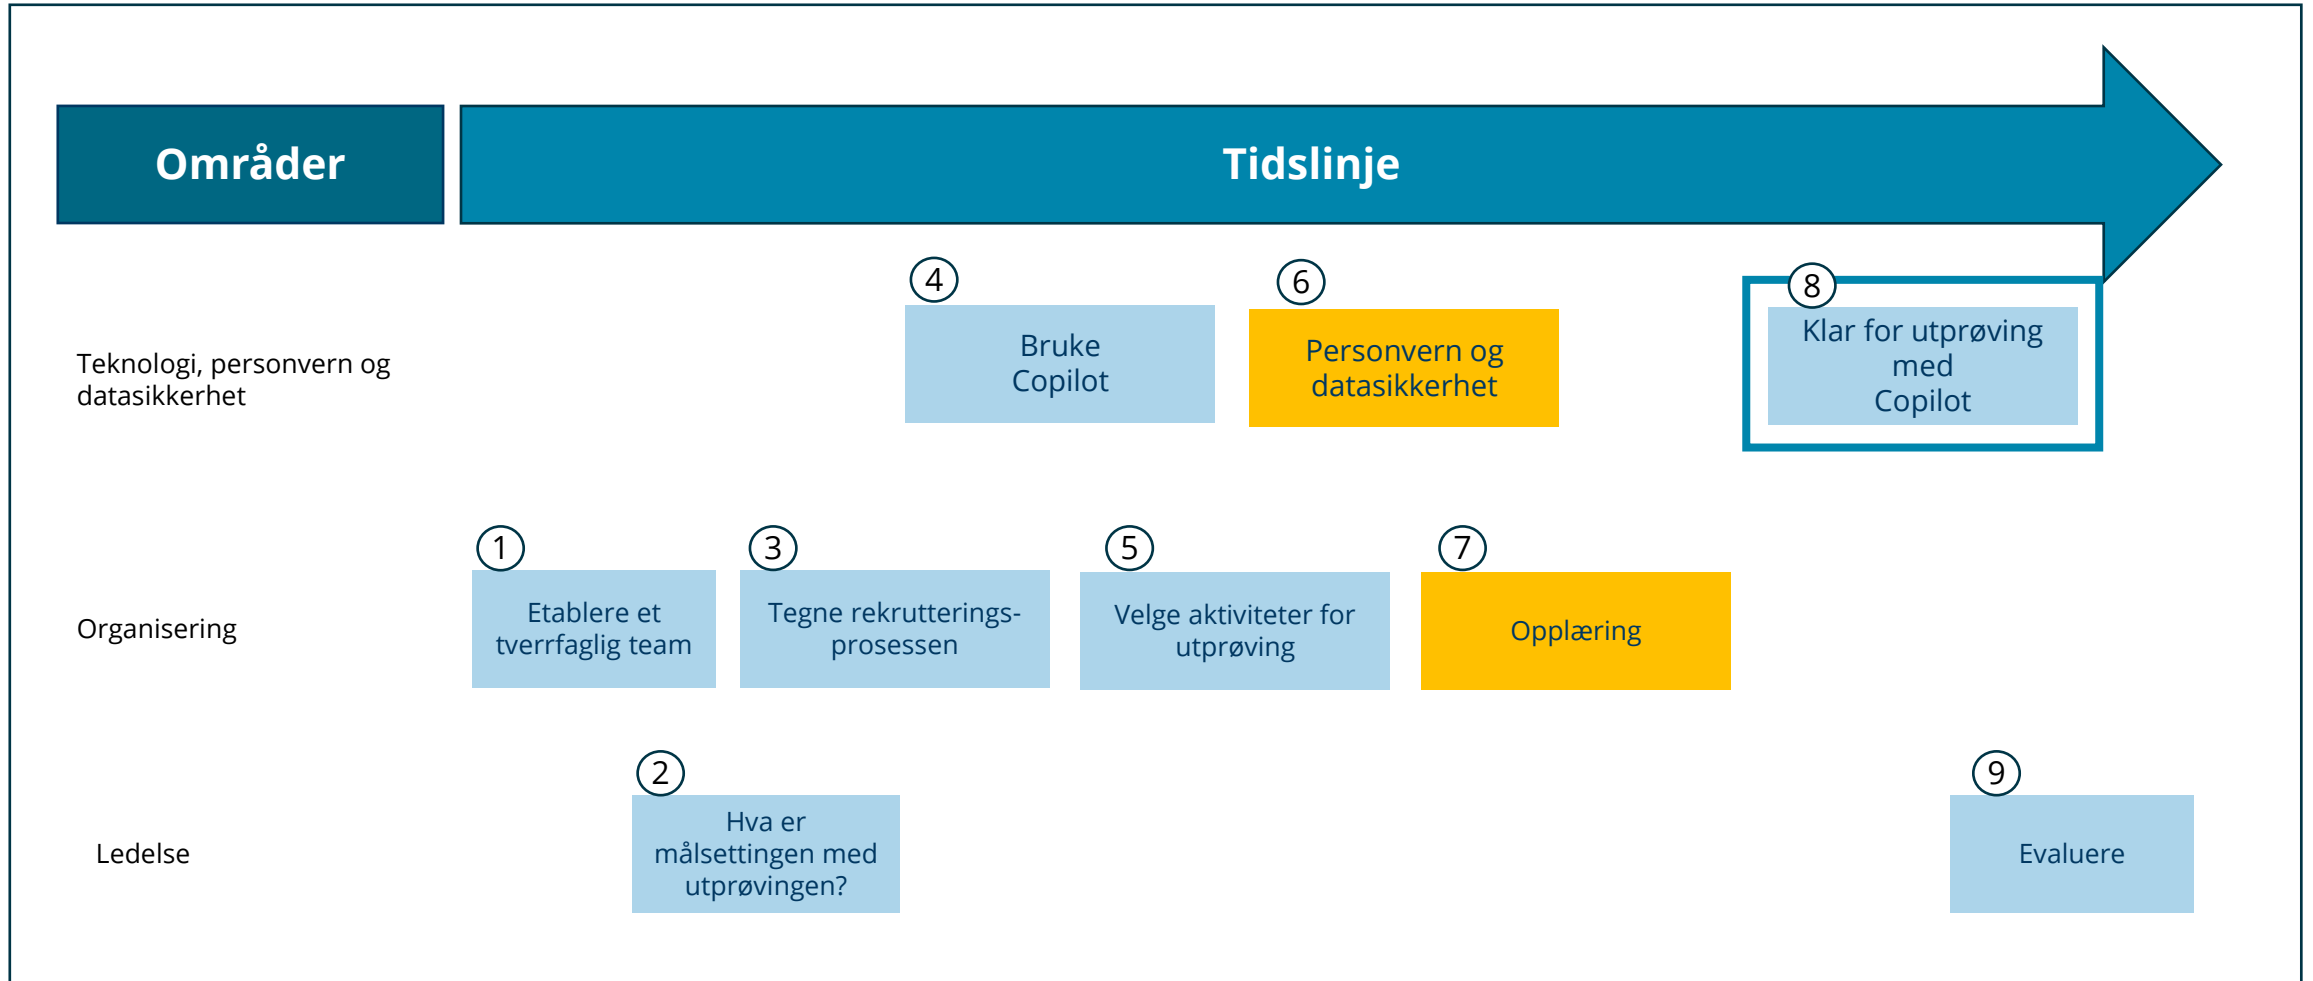 Områder
Tidslinje
4
6
8
Teknologi, personvern og
datasikkerhet
Bruke
Copilot
Personvern og
datasikkerhet
Klar for utprøving
med
Copilot
1
3
5
7
Organisering
Etablere et
tverrfaglig team
Tegne rekrutterings-
prosessen
Velge aktiviteter for
utprøving
Opplæring
2
9
Ledelse
Hva er
målsettingen med
utprøvingen?
Evaluere